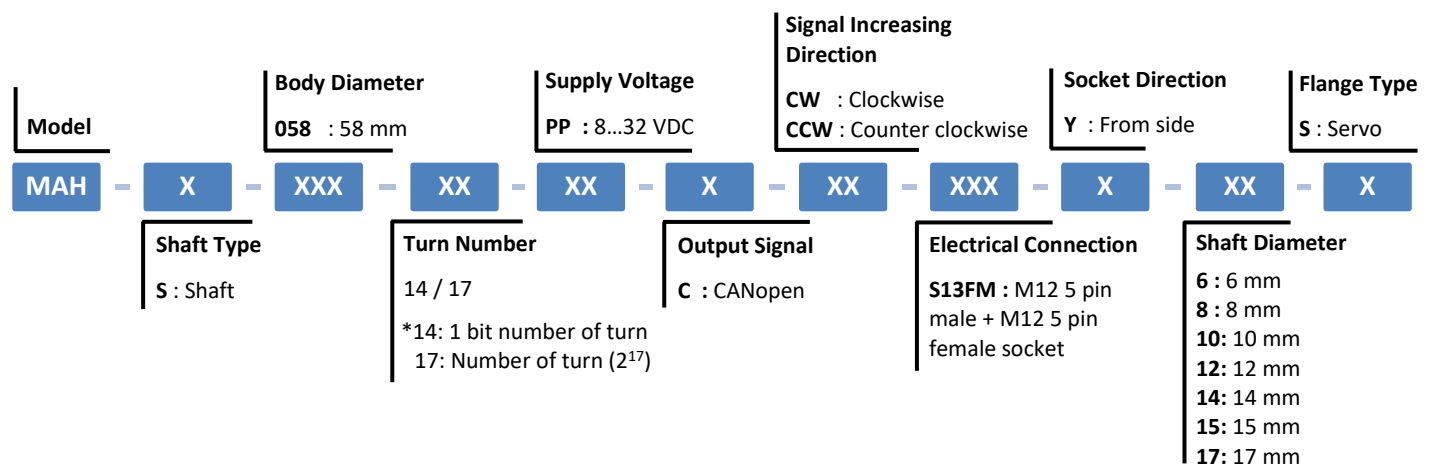 Signal Increasing
Direction
CW : Clockwise
CCW : Counter clockwise
Body Diameter
058 : 58 mm
Supply Voltage
PP : 8...32 VDC
Socket Direction
Y : From side
Flange Type
S : Servo
Model
MAH - X - XXX - XX - XX - X - XX - XXX - X - XX - X
Shaft Type
S : Shaft
Turn Number
14 / 17
*14: 1 bit number of turn
17: Number of turn (2¹⁷)
Output Signal
C : CANopen
Electrical Connection
S13FM : M12 5 pin
male + M12 5 pin
female socket
Shaft Diameter
6 : 6 mm
8 : 8 mm
10: 10 mm
12: 12 mm
14: 14 mm
15: 15 mm
17: 17 mm